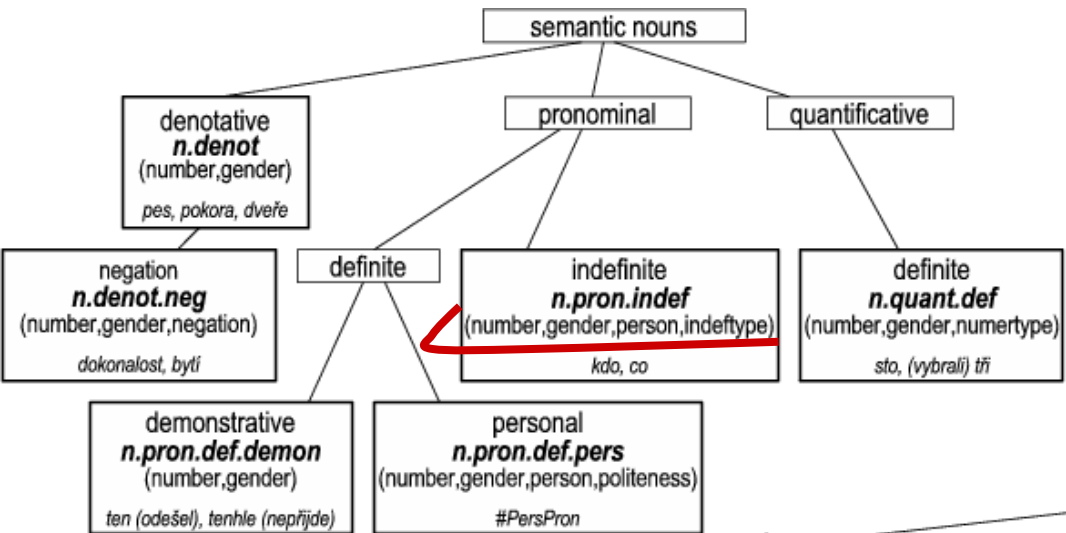 semantic nouns
denotative
n.denot
(number,gender)
pes, pokora, dveře
pronominal
quantificative
negation
n.denot.neg
(number,gender,negation)
dokonalost, bytí
definite
indefinite
n.pron.indef
(number,gender,person,indeftype)
kdo, co
definite
n.quant.def
(number,gender,numertype)
sto, (vybrali) tři
demonstrative
n.pron.def.demon
(number,gender)
ten (odešel), tenhle (nepřijde)
personal
n.pron.def.pers
(number,gender,person,politeness)
#PersPron